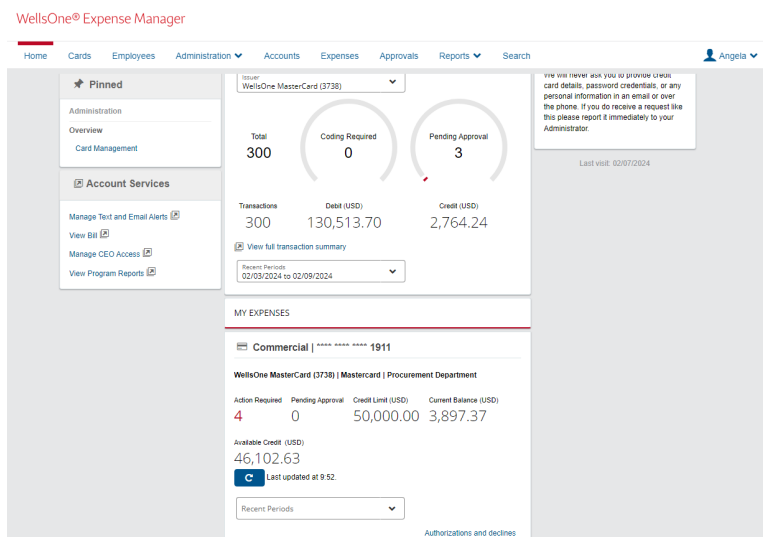 WellsOne® Expense Manager
Home Cards Employees Administration Accounts Expenses Approvals Reports Search Angela
Pinned
Administration
Overview
Card Management
Account Services
Manage Text and Email Alerts
View Bill
Manage CEO Access
View Program Reports
Issuer
WellsOne MasterCard (3738)
Total Coding Required Pending Approval
300 0 3
Transactions Debit (USD) Credit (USD)
300 130,513.70 2,764.24
View full transaction summary
Recent Periods
02/03/2024 to 02/09/2024
MY EXPENSES
Commercial | **** **** **** 1911
WellsOne MasterCard (3738) | Mastercard | Procurement Department
Action Required Pending Approval Credit Limit (USD) Current Balance (USD)
4 0 50,000.00 3,897.37
Available Credit (USD)
46,102.63
Last updated at 9:52.
Recent Periods
Authorizations and declines
We will never ask you to provide credit
card details, password credentials, or any
personal information in an email or over
the phone. If you do receive a request like
this please report it immediately to your
Administrator.
Last visit: 02/07/2024